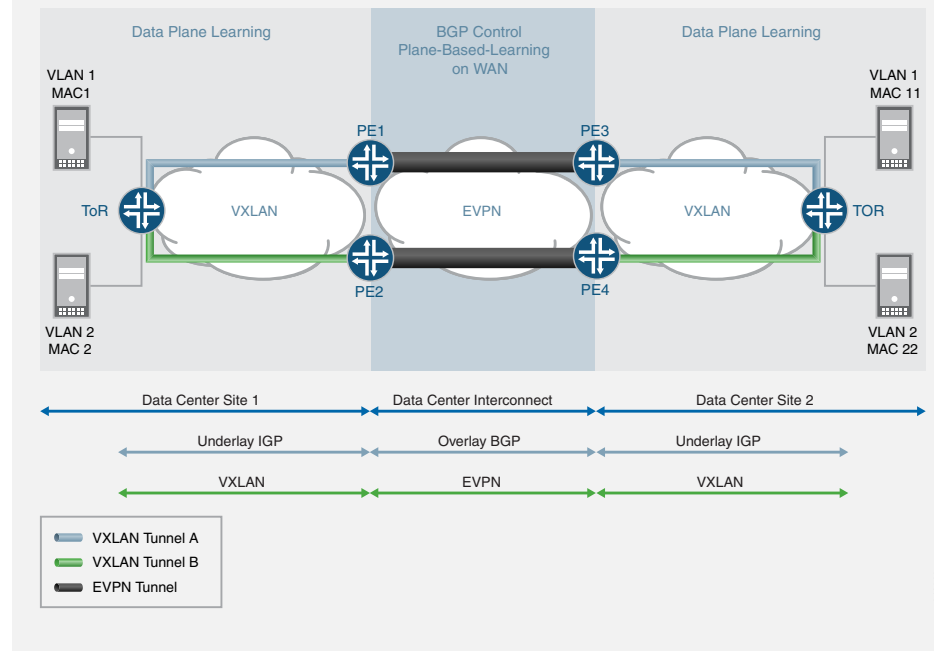 Data Plane Learning
BGP Control
Plane-Based-Learning
on WAN
Data Plane Learning
VLAN 1
MAC1
VLAN 1
MAC 11
PE1
PE3
ToR
VXLAN
EVPN
VXLAN
TOR
PE2
PE4
VLAN 2
MAC 2
VLAN 2
MAC 22
Data Center Site 1
Data Center Interconnect
Data Center Site 2
Underlay IGP
Overlay BGP
Underlay IGP
VXLAN
EVPN
VXLAN
VXLAN Tunnel A
VXLAN Tunnel B
EVPN Tunnel